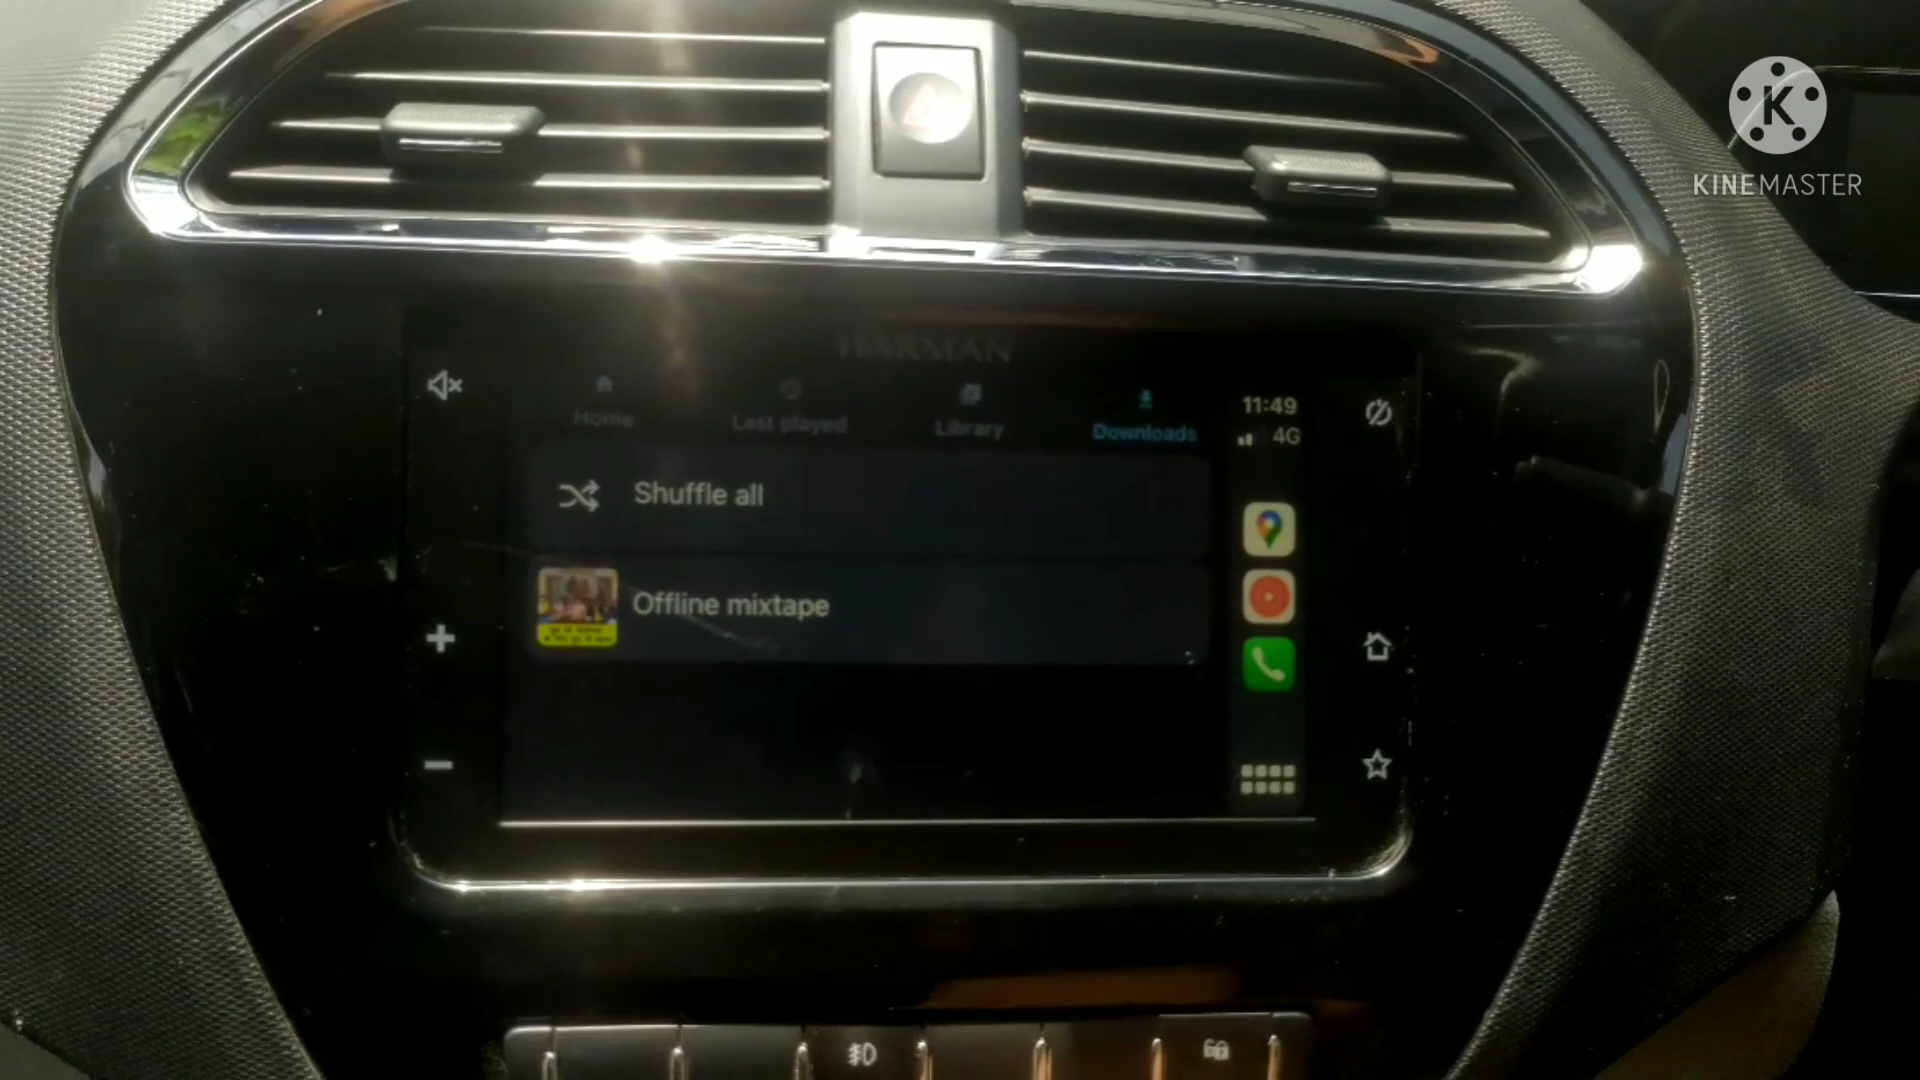 KINEMASTER
HARMAN
Home
Last played
Library
Downloads
11:49
4G
Shuffle all
Offline mixtape